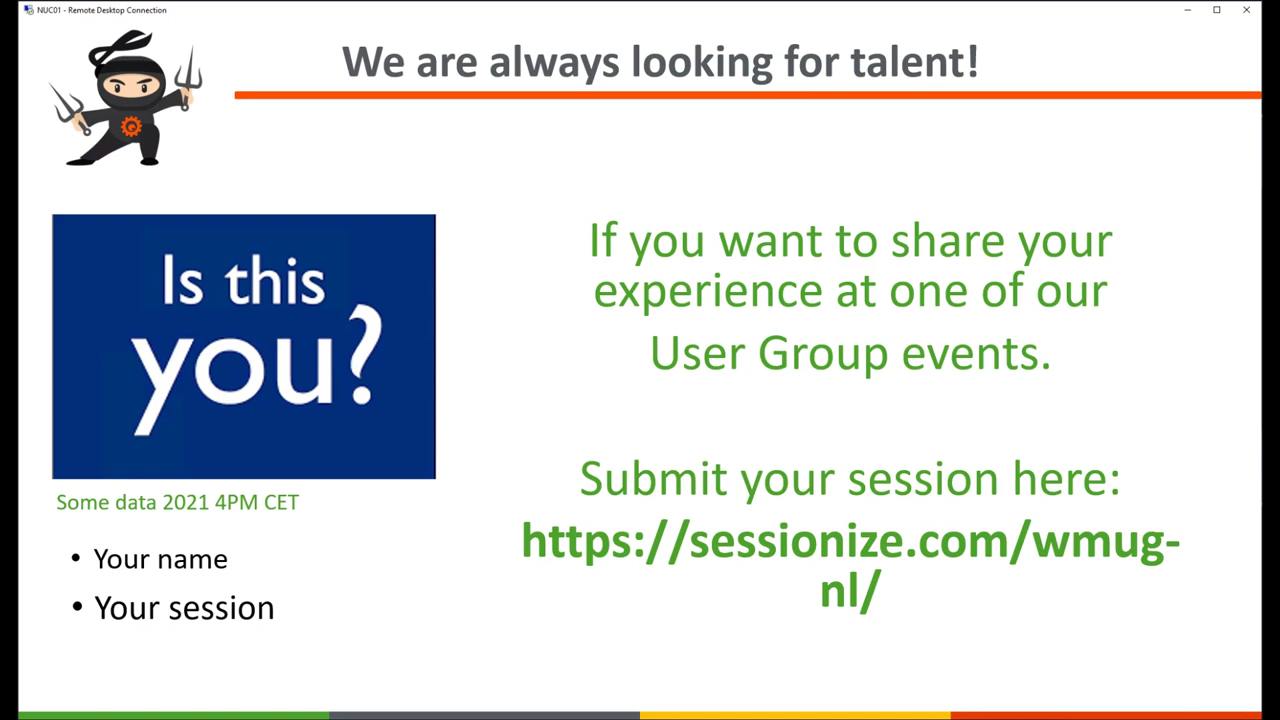 NUC01 - Remote Desktop Connection
We are always looking for talent!
Is this
you?
Some data 2021 4PM CET
• Your name
• Your session
If you want to share your
experience at one of our
User Group events.
Submit your session here:
https://sessionize.com/wmug-
nl/